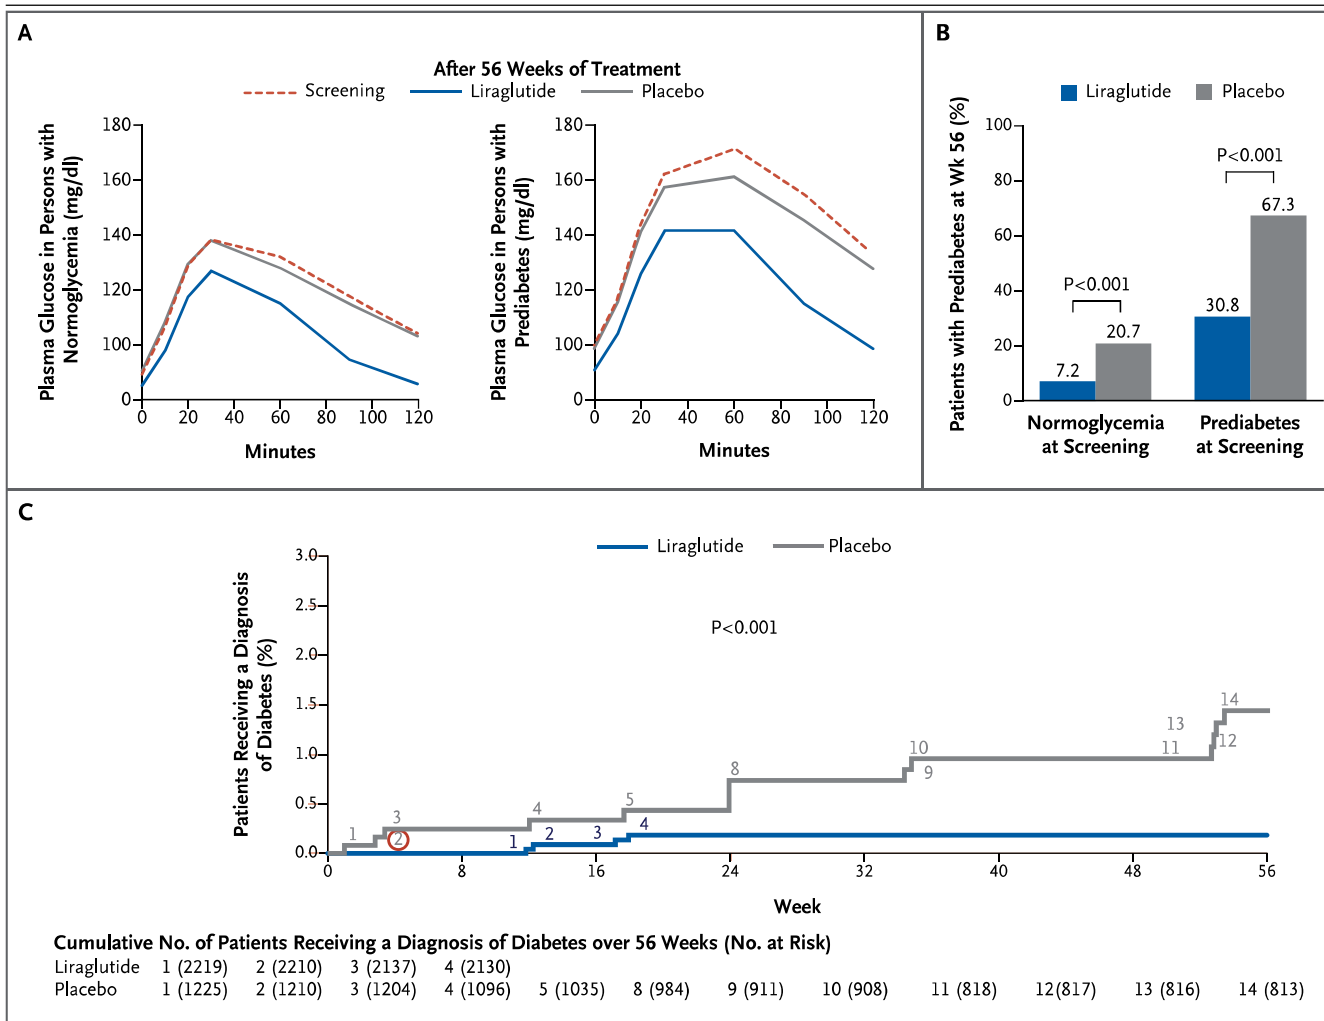 A
After 56 Weeks of Treatment
Screening Liraglutide Placebo
Plasma Glucose in Persons with
Normoglycemia (mg/dl)
180
160
140
120
100
0
0 20 40 60 80 100 120
Minutes
Plasma Glucose in Persons with
Prediabetes (mg/dl)
180
160
140
120
100
0
0 20 40 60 80 100 120
Minutes
B
Liraglutide Placebo
Patients with Prediabetes at Wk 56 (%)
100
80
60
40
20
0
P<0.001
7.2 20.7
P<0.001
30.8 67.3
Normoglycemia
at Screening
Prediabetes
at Screening
C
Liraglutide Placebo
Patients Receiving a Diagnosis
of Diabetes (%)
3.0
2.5
2.0
1.5
1.0
0.5
0.0
P<0.001
1 2 3 4 5 8 9 10 11 12 13 14
1 2 3 4
0 8 16 24 32 40 48 56
Week
Cumulative No. of Patients Receiving a Diagnosis of Diabetes over 56 Weeks (No. at Risk)
Liraglutide 1 (2219) 2 (2210) 3 (2137) 4 (2130)
Placebo 1 (1225) 2 (1210) 3 (1204) 4 (1096) 5 (1035) 8 (984) 9 (911) 10 (908) 11 (818) 12(817) 13 (816) 14 (813)